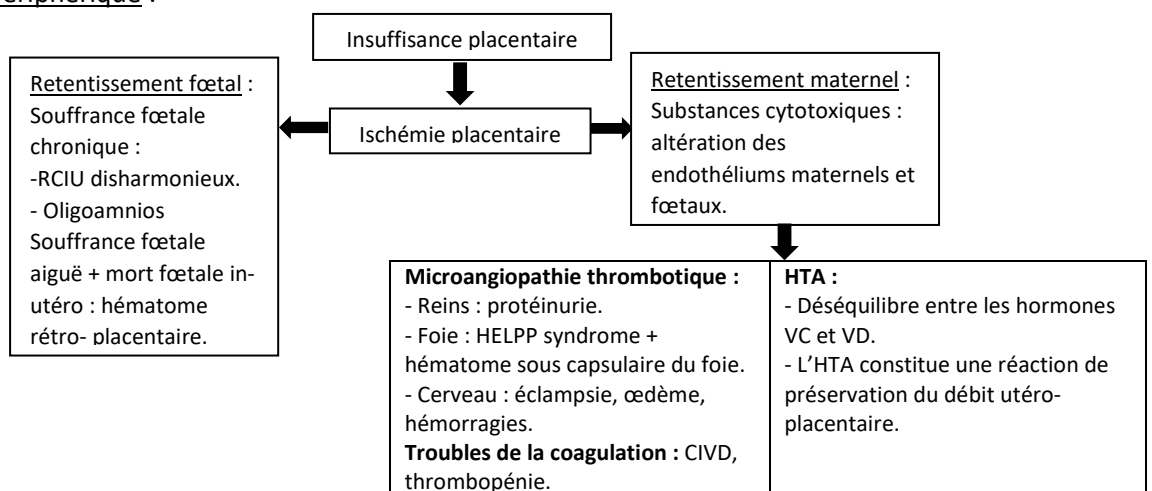 ériphérique :
Insuffisance placentaire
Ischémie placentaire
Retentissement fœtal :
Souffrance fœtale
chronique :
-RCIU disharmonieux.
- Oligoamnios
Souffrance fœtale
aiguë + mort fœtale in-
utéro : hématome
rétro- placentaire.
Retentissement maternel :
Substances cytotoxiques :
altération des
endothéliums maternels et
fœtaux.
Microangiopathie thrombotique :
- Reins : protéinurie.
- Foie : HELPP syndrome +
hématome sous capsulaire du foie.
- Cerveau : éclampsie, œdème,
hémorragies.
Troubles de la coagulation : CIVD,
thrombopénie.
HTA :
- Déséquilibre entre les hormones
VC et VD.
- L’HTA constitue une réaction de
préservation du débit utéro-
placentaire.